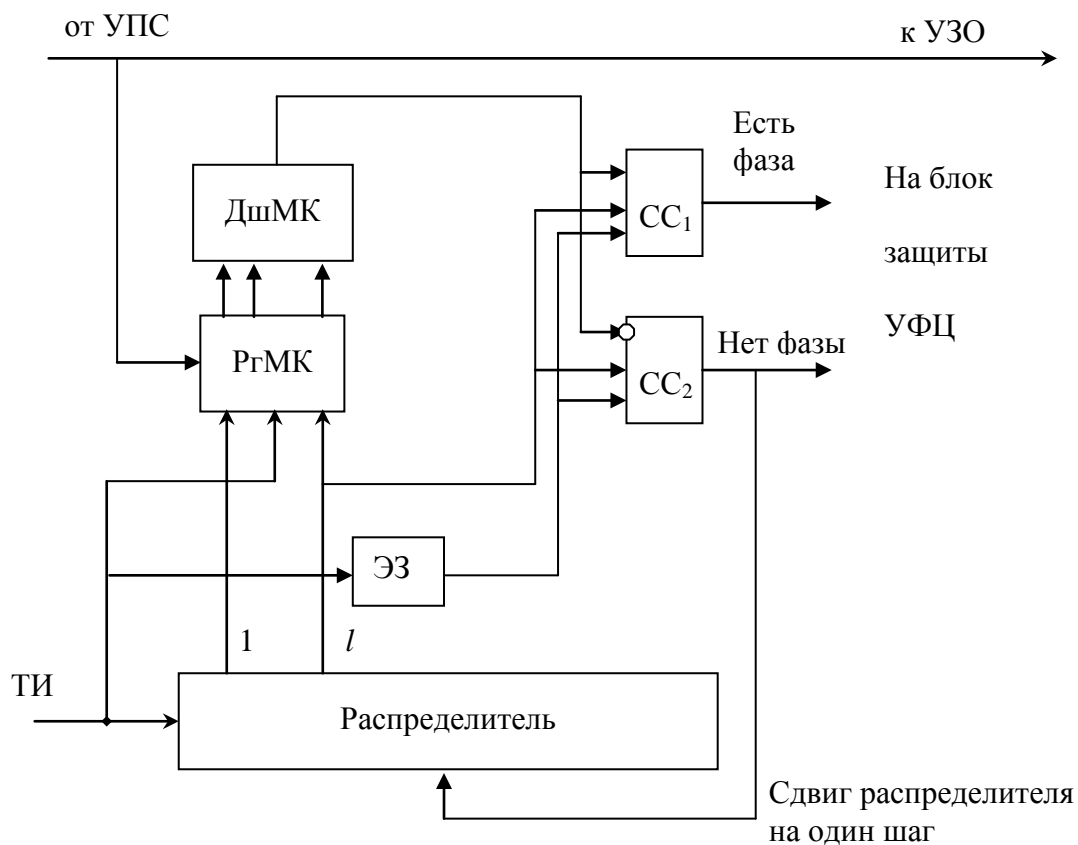 от УПС
к УЗО
Есть
фаза
На блок
ДшМК
СС₁
защиты
УФЦ
Нет фазы
РгМК
СС₂
ЭЗ
1
l
ТИ
Распределитель
Сдвиг распределителя
на один шаг